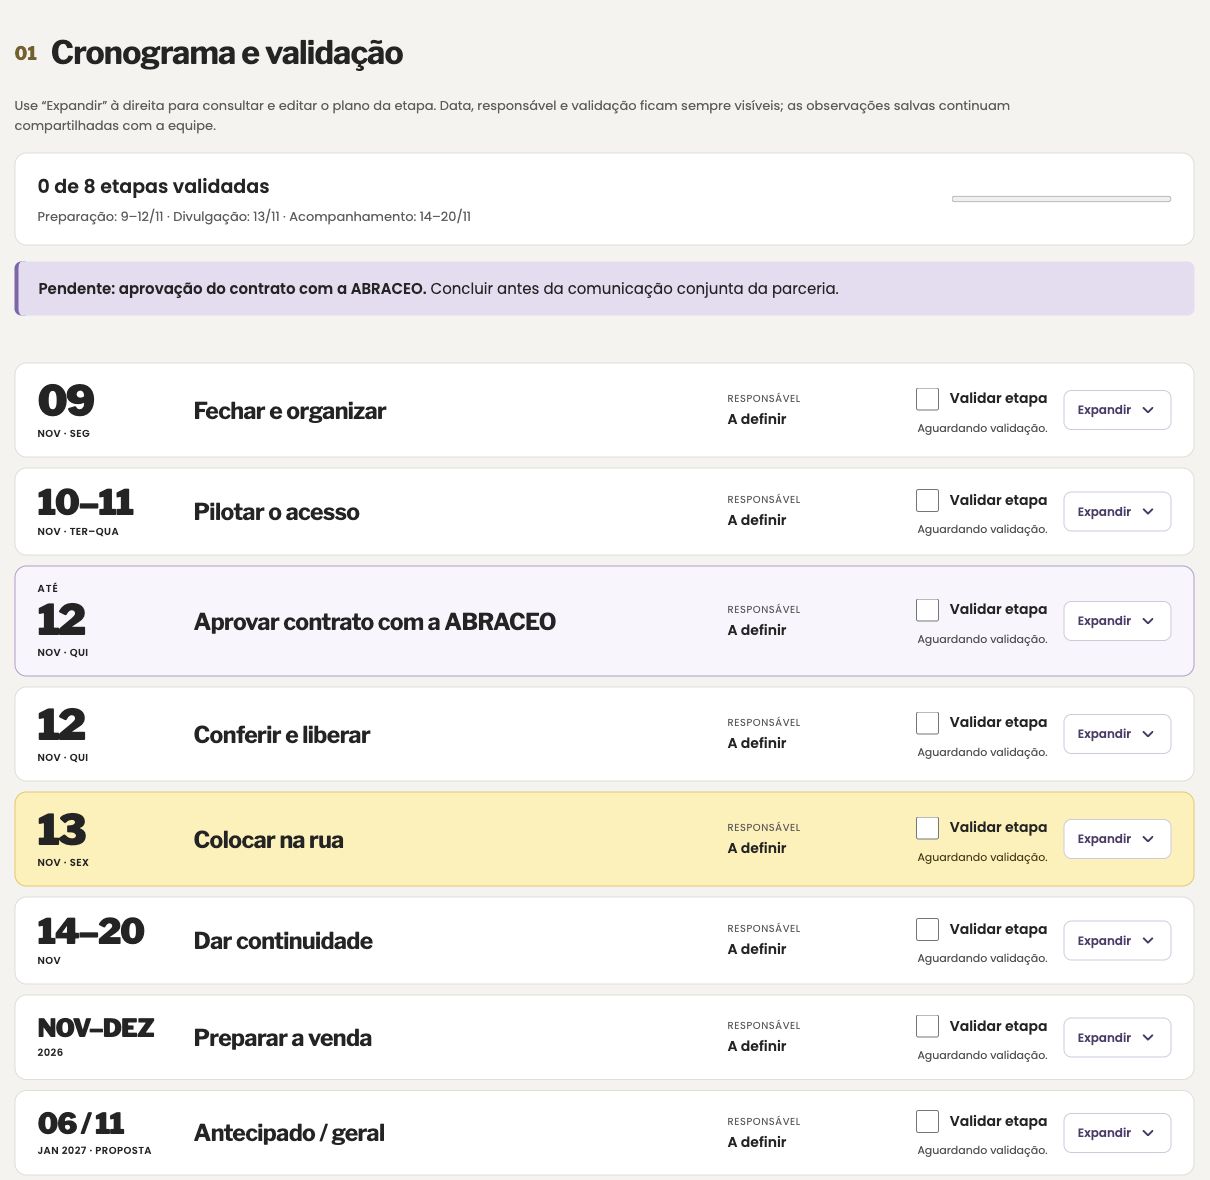 01 Cronograma e validação
Use “Expandir” à direita para consultar e editar o plano da etapa. Data, responsável e validação ficam sempre visíveis; as observações salvas continuam
compartilhadas com a equipe.
0 de 8 etapas validadas
Preparação: 9–12/11 · Divulgação: 13/11 · Acompanhamento: 14–20/11
Pendente: aprovação do contrato com a ABRACEO. Concluir antes da comunicação conjunta da parceria.
09
NOV · SEG
Fechar e organizar
RESPONSÁVEL
A definir
Validar etapa
Aguardando validação.
Expandir
10–11
NOV · TER–QUA
Pilotar o acesso
RESPONSÁVEL
A definir
Validar etapa
Aguardando validação.
Expandir
ATÉ
12
NOV · QUI
Aprovar contrato com a ABRACEO
RESPONSÁVEL
A definir
Validar etapa
Aguardando validação.
Expandir
12
NOV · QUI
Conferir e liberar
RESPONSÁVEL
A definir
Validar etapa
Aguardando validação.
Expandir
13
NOV · SEX
Colocar na rua
RESPONSÁVEL
A definir
Validar etapa
Aguardando validação.
Expandir
14–20
NOV
Dar continuidade
RESPONSÁVEL
A definir
Validar etapa
Aguardando validação.
Expandir
NOV–DEZ
2026
Preparar a venda
RESPONSÁVEL
A definir
Validar etapa
Aguardando validação.
Expandir
06 / 11
JAN 2027 · PROPOSTA
Antecipado / geral
RESPONSÁVEL
A definir
Validar etapa
Aguardando validação.
Expandir